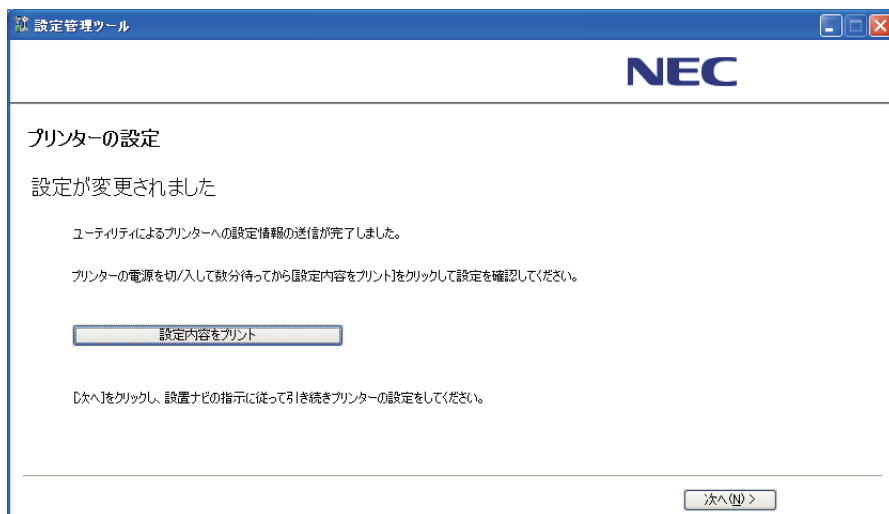 設定管理ツール
NEC
プリンターの設定
設定が変更されました
ユーティリティによるプリンターへの設定情報の送信が完了しました。
プリンターの電源を切/入して数分待ってから[設定内容をプリント]をクリックして設定を確認してください。
設定内容をプリント
[次へ]をクリックし、設置ナビの指示に従って引き続きプリンターの設定をしてください。
次へ(N) >